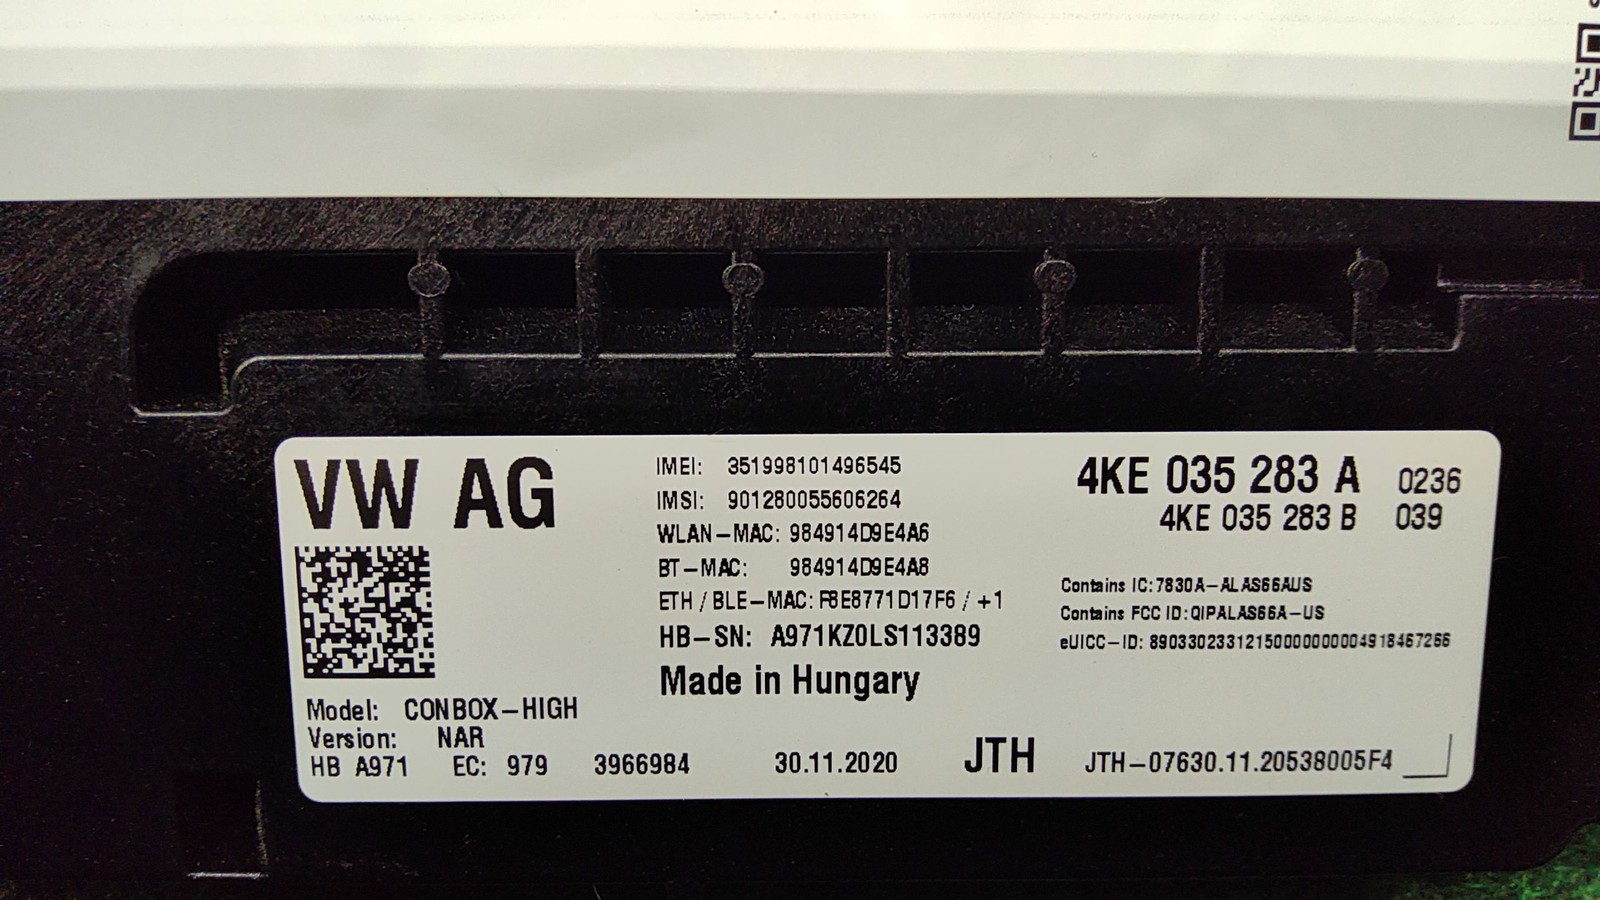 VW AG
IMEI: 351998101496545
IMSI: 901280055606264
WLAN-MAC: 984914D9E4A6
BT-MAC: 984914D9E4A8
ETH / BLE-MAC: F8E8771D17F6 / +1
HB-SN: A971KZ0LS113389
Made in Hungary
4KE 035 283 A 0236
4KE 035 283 B 039
Contains IC: 7830A-ALAS66AUS
Contains FCC ID: QIPALAS66A-US
eUICC-ID: 89033023312150000000004918467266
Model: CONBOX-HIGH
Version: NAR
HB A971 EC: 979 3966984 30.11.2020 JTH JTH-07630.11.20538005F4